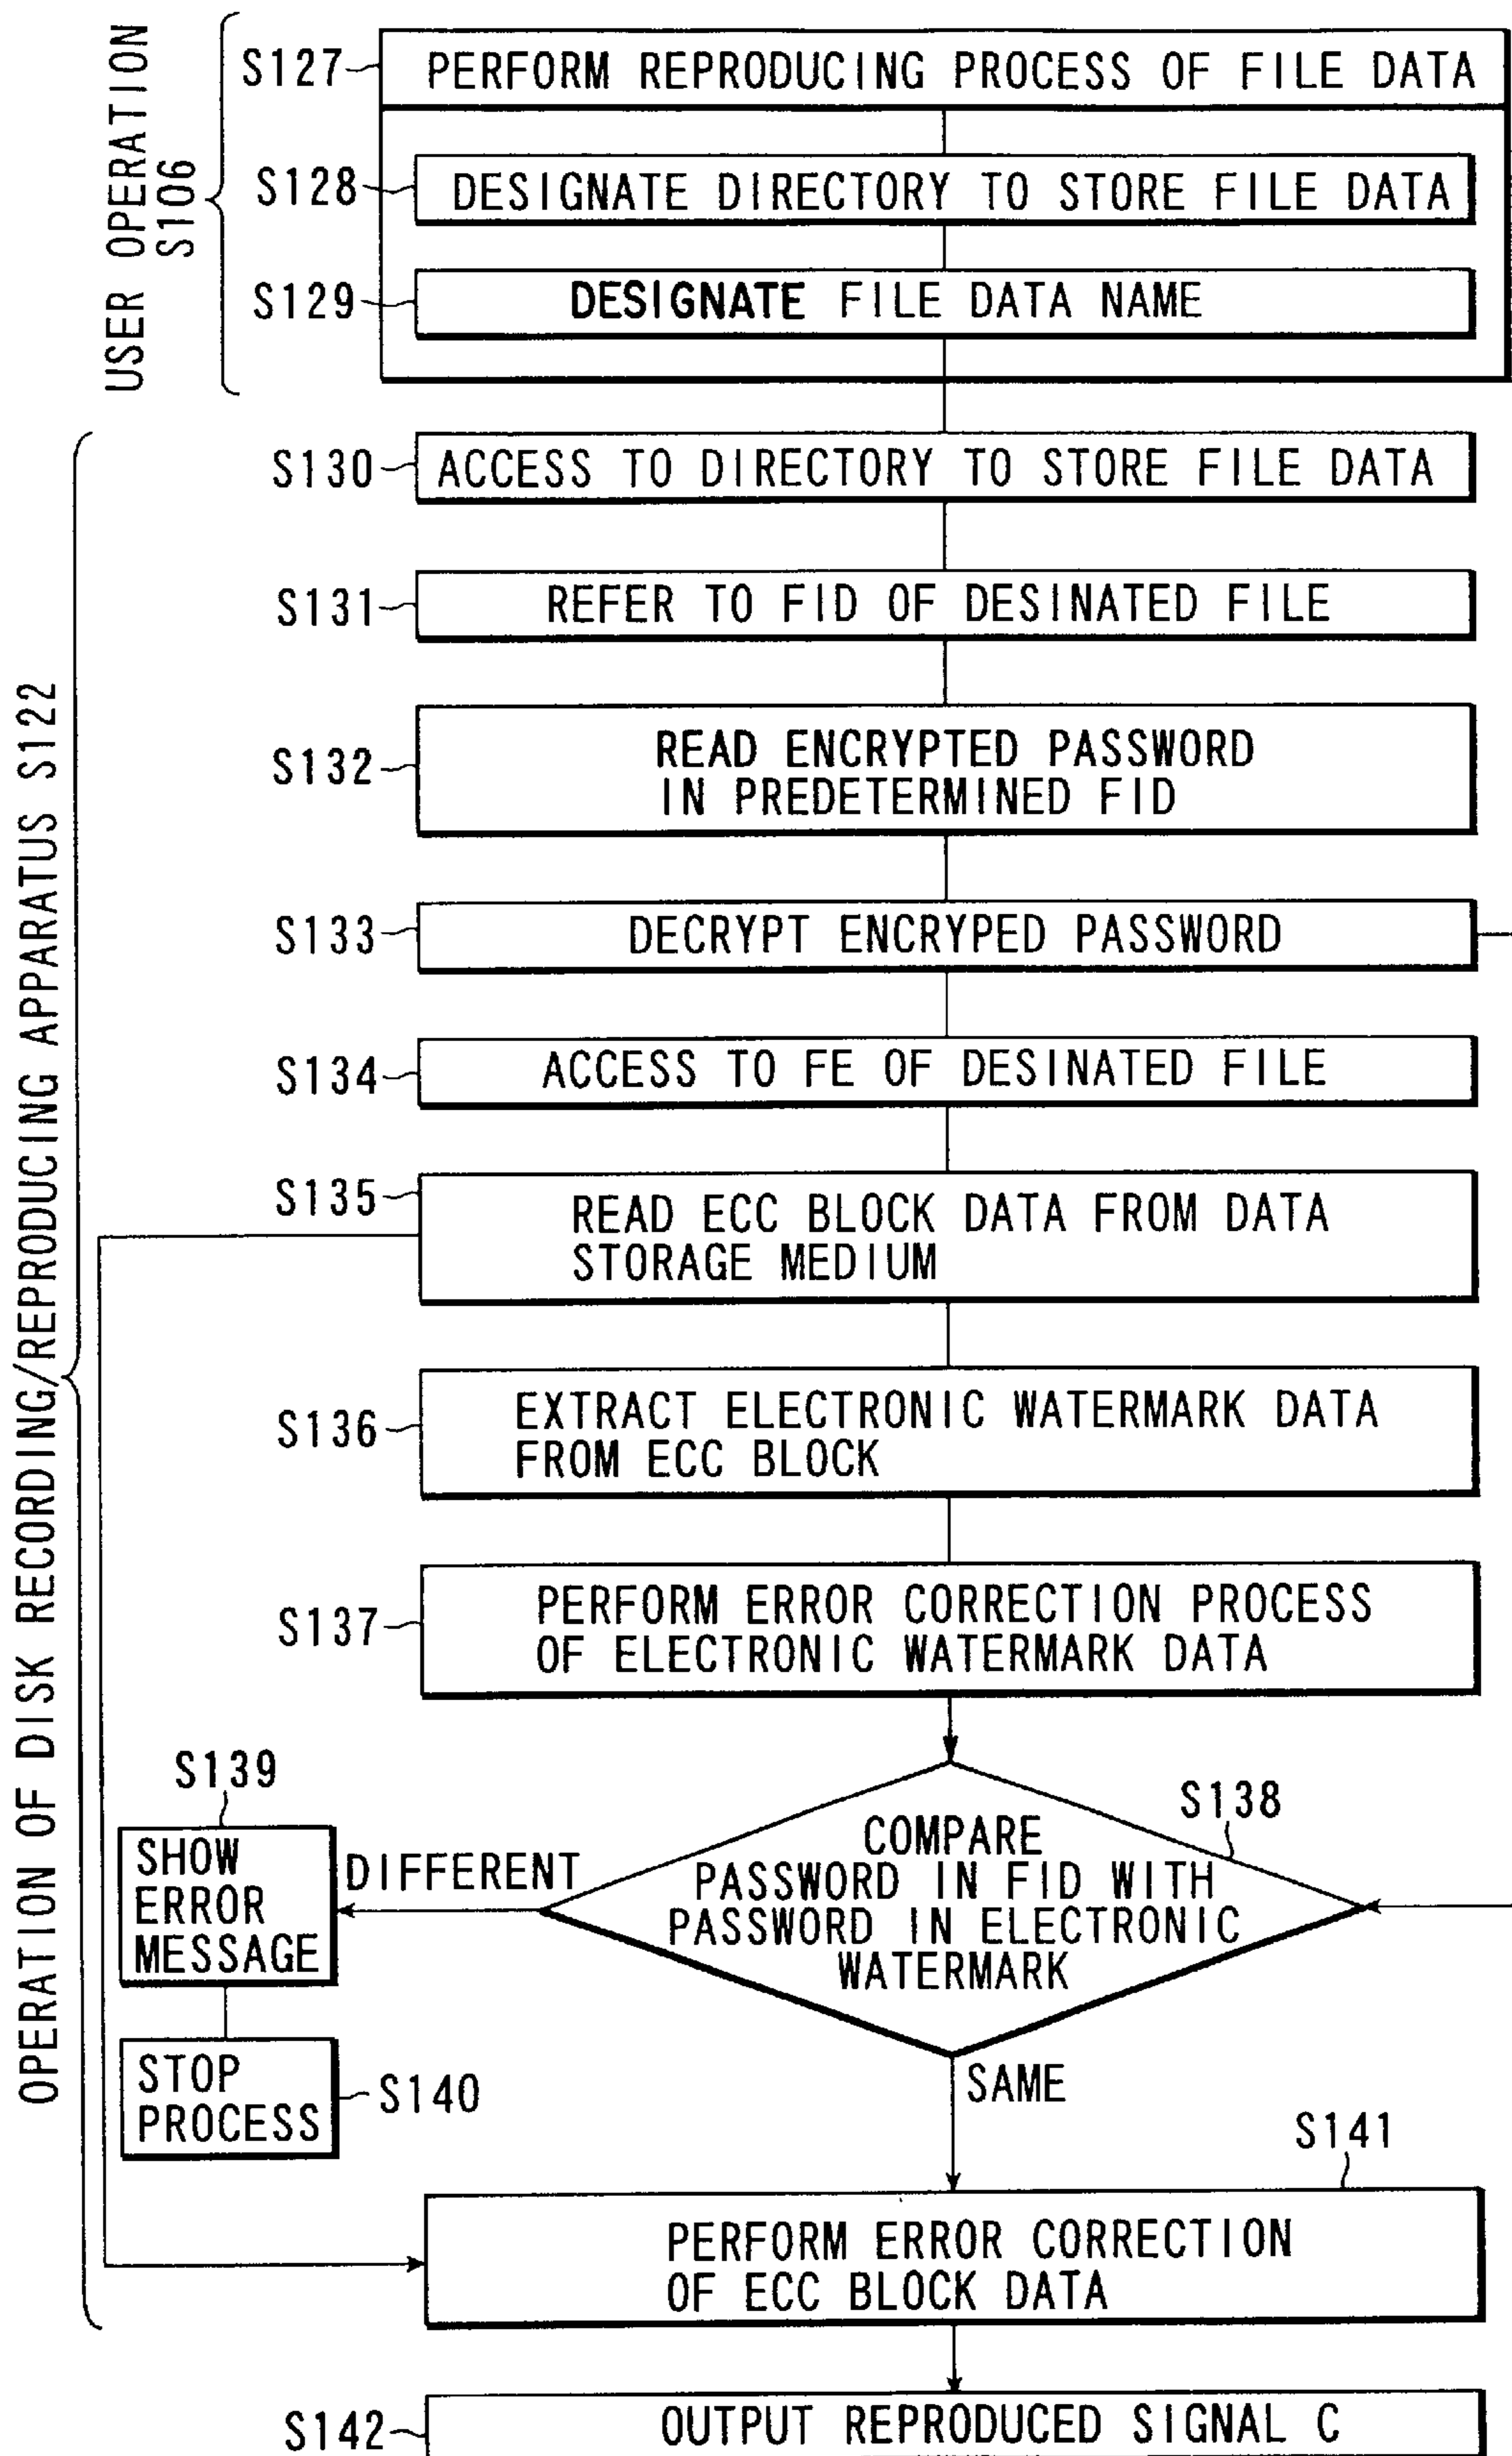 USER OPERATION
S106
S127
PERFORM REPRODUCING PROCESS OF FILE DATA
S128
DESIGNATE DIRECTORY TO STORE FILE DATA
S129
DESIGNATE FILE DATA NAME
OPERATION OF DISK RECORDING/REPRODUCING APPARATUS S122
S130
ACCESS TO DIRECTORY TO STORE FILE DATA
S131
REFER TO FID OF DESINATED FILE
S132
READ ENCRYPTED PASSWORD
IN PREDETERMINED FID
S133
DECRYPT ENCRYPED PASSWORD
S134
ACCESS TO FE OF DESINATED FILE
S135
READ ECC BLOCK DATA FROM DATA
STORAGE MEDIUM
S136
EXTRACT ELECTRONIC WATERMARK DATA
FROM ECC BLOCK
S137
PERFORM ERROR CORRECTION PROCESS
OF ELECTRONIC WATERMARK DATA
S138
COMPARE
PASSWORD IN FID WITH
PASSWORD IN ELECTRONIC
WATERMARK
DIFFERENT
S139
SHOW
ERROR
MESSAGE
STOP
PROCESS
S140
SAME
S141
PERFORM ERROR CORRECTION
OF ECC BLOCK DATA
S142
OUTPUT REPRODUCED SIGNAL C